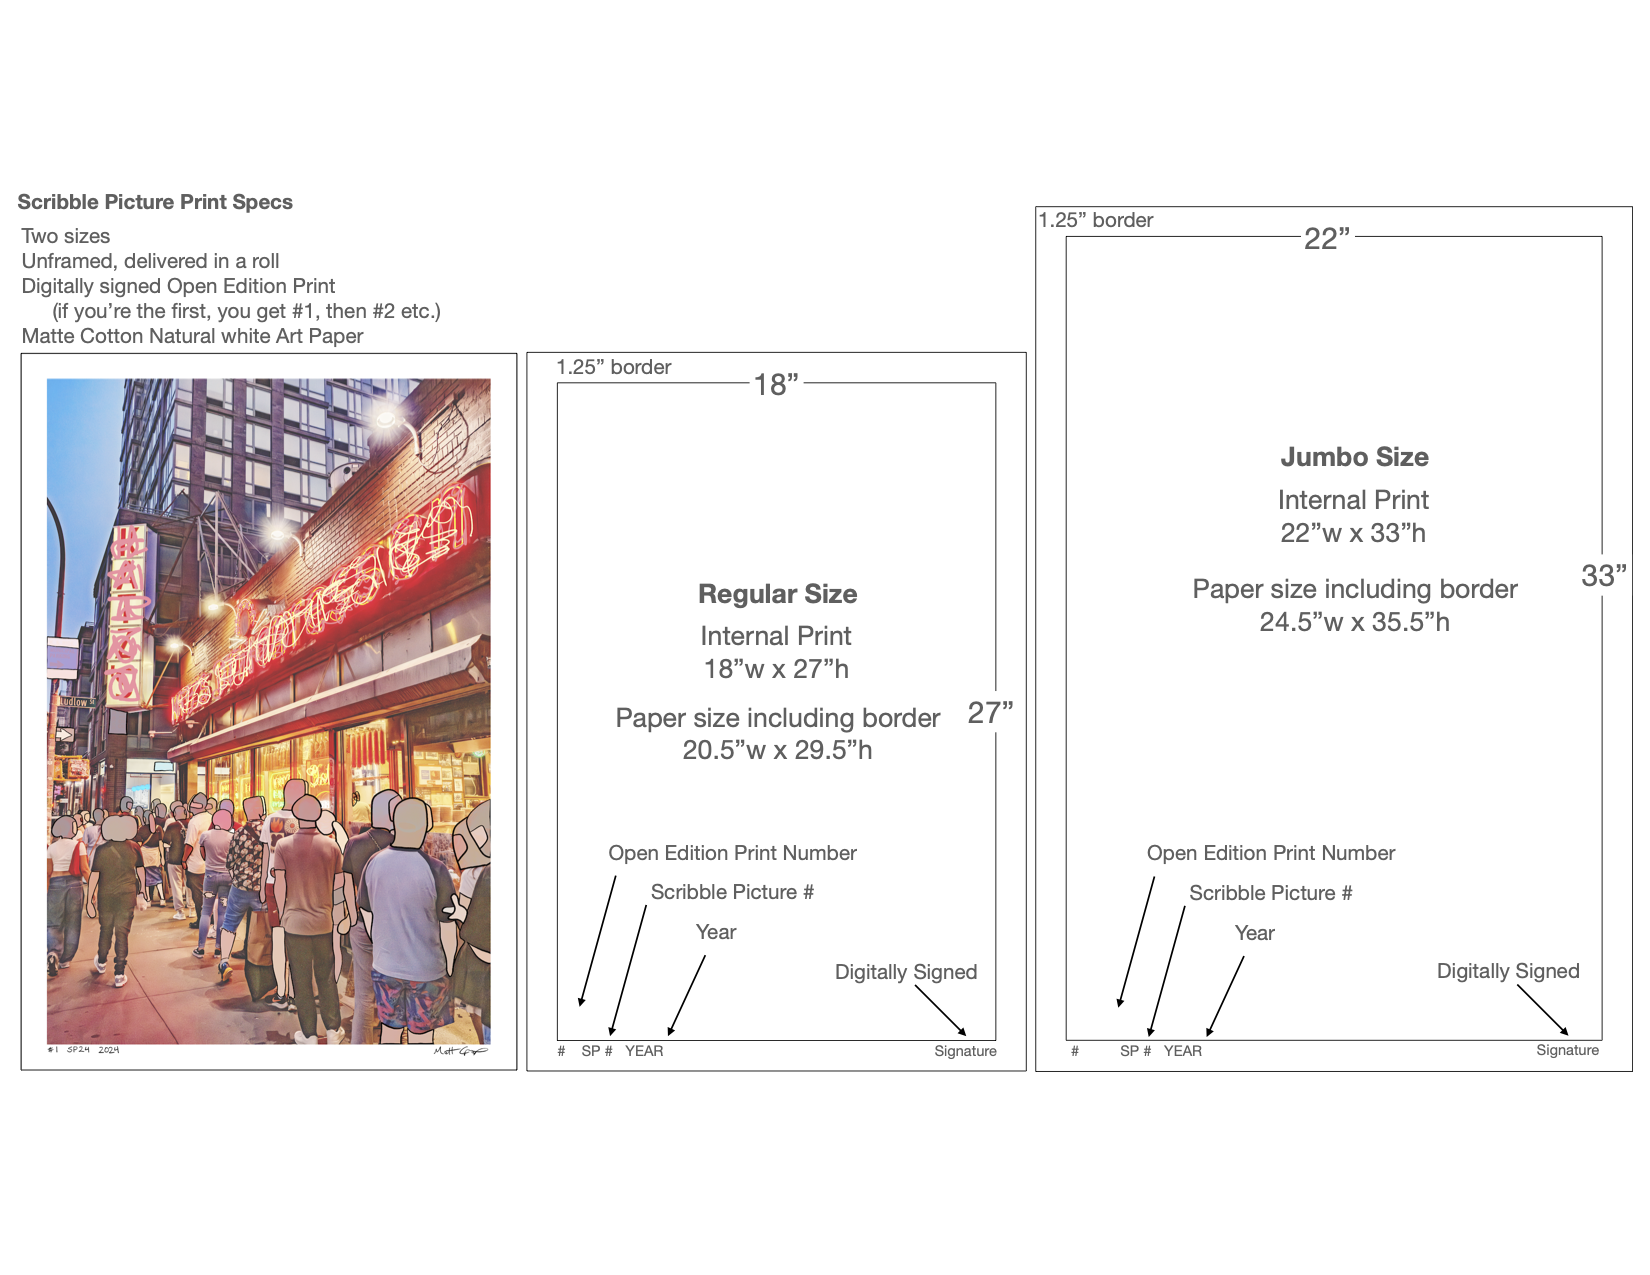 Scribble Picture Print Specs
Two sizes
Unframed, delivered in a roll
Digitally signed Open Edition Print
(if you’re the first, you get #1, then #2 etc.)
Matte Cotton Natural white Art Paper
Ludlow St
#1 SP24 2024
1.25” border
18”
Regular Size
Internal Print
18”w x 27”h
Paper size including border
20.5”w x 29.5”h
27”
Open Edition Print Number
Scribble Picture #
Year
Digitally Signed
# SP # YEAR
Signature
1.25” border
22”
Jumbo Size
Internal Print
22”w x 33”h
Paper size including border
24.5”w x 35.5”h
33”
Open Edition Print Number
Scribble Picture #
Year
Digitally Signed
# SP # YEAR
Signature